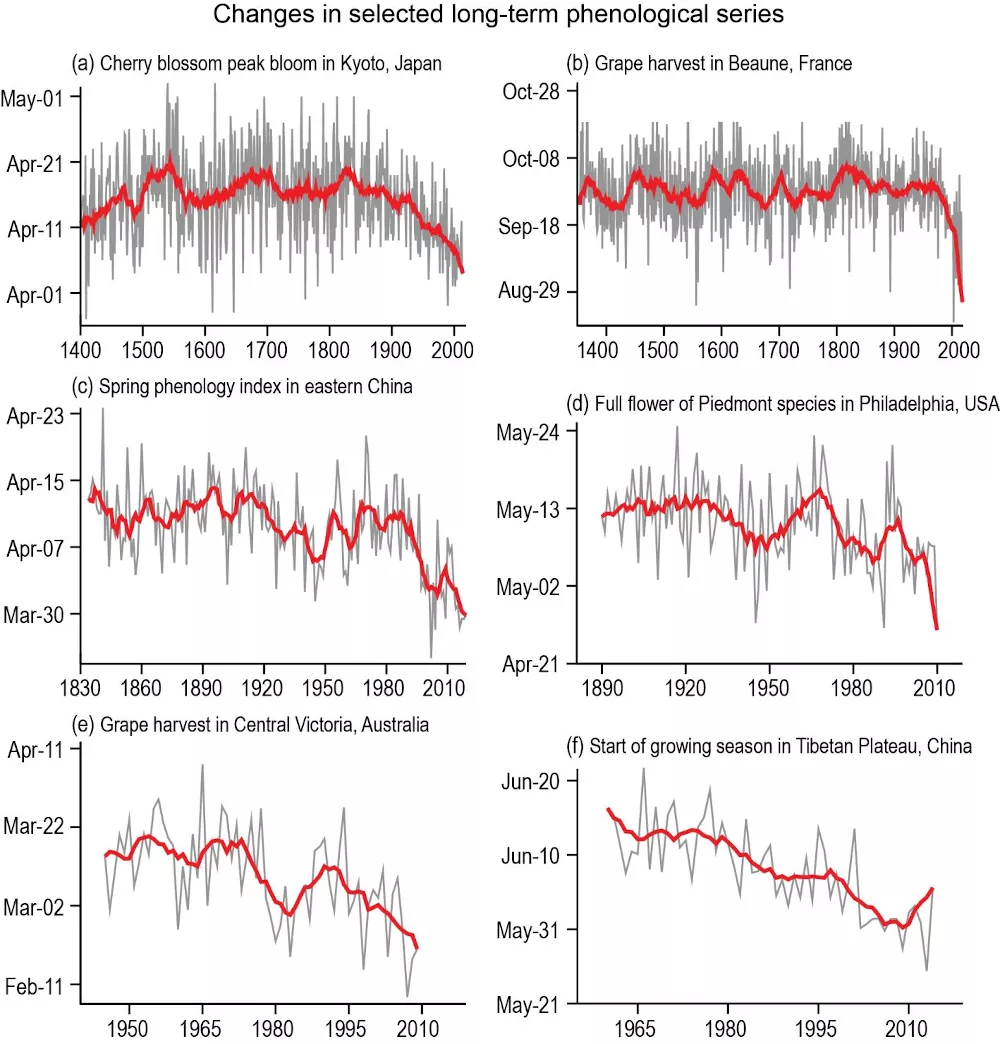 Changes in selected long-term phenological series
(a) Cherry blossom peak bloom in Kyoto, Japan
May-01
Apr-21
Apr-11
Apr-01
1400 1500 1600 1700 1800 1900 2000
(b) Grape harvest in Beaune, France
Oct-28
Oct-08
Sep-18
Aug-29
1400 1500 1600 1700 1800 1900 2000
(c) Spring phenology index in eastern China
Apr-23
Apr-15
Apr-07
Mar-30
1830 1860 1890 1920 1950 1980 2010
(d) Full flower of Piedmont species in Philadelphia, USA
May-24
May-13
May-02
Apr-21
1890 1920 1950 1980 2010
(e) Grape harvest in Central Victoria, Australia
Apr-11
Mar-22
Mar-02
Feb-11
1950 1965 1980 1995 2010
(f) Start of growing season in Tibetan Plateau, China
Jun-20
Jun-10
May-31
May-21
1965 1980 1995 2010